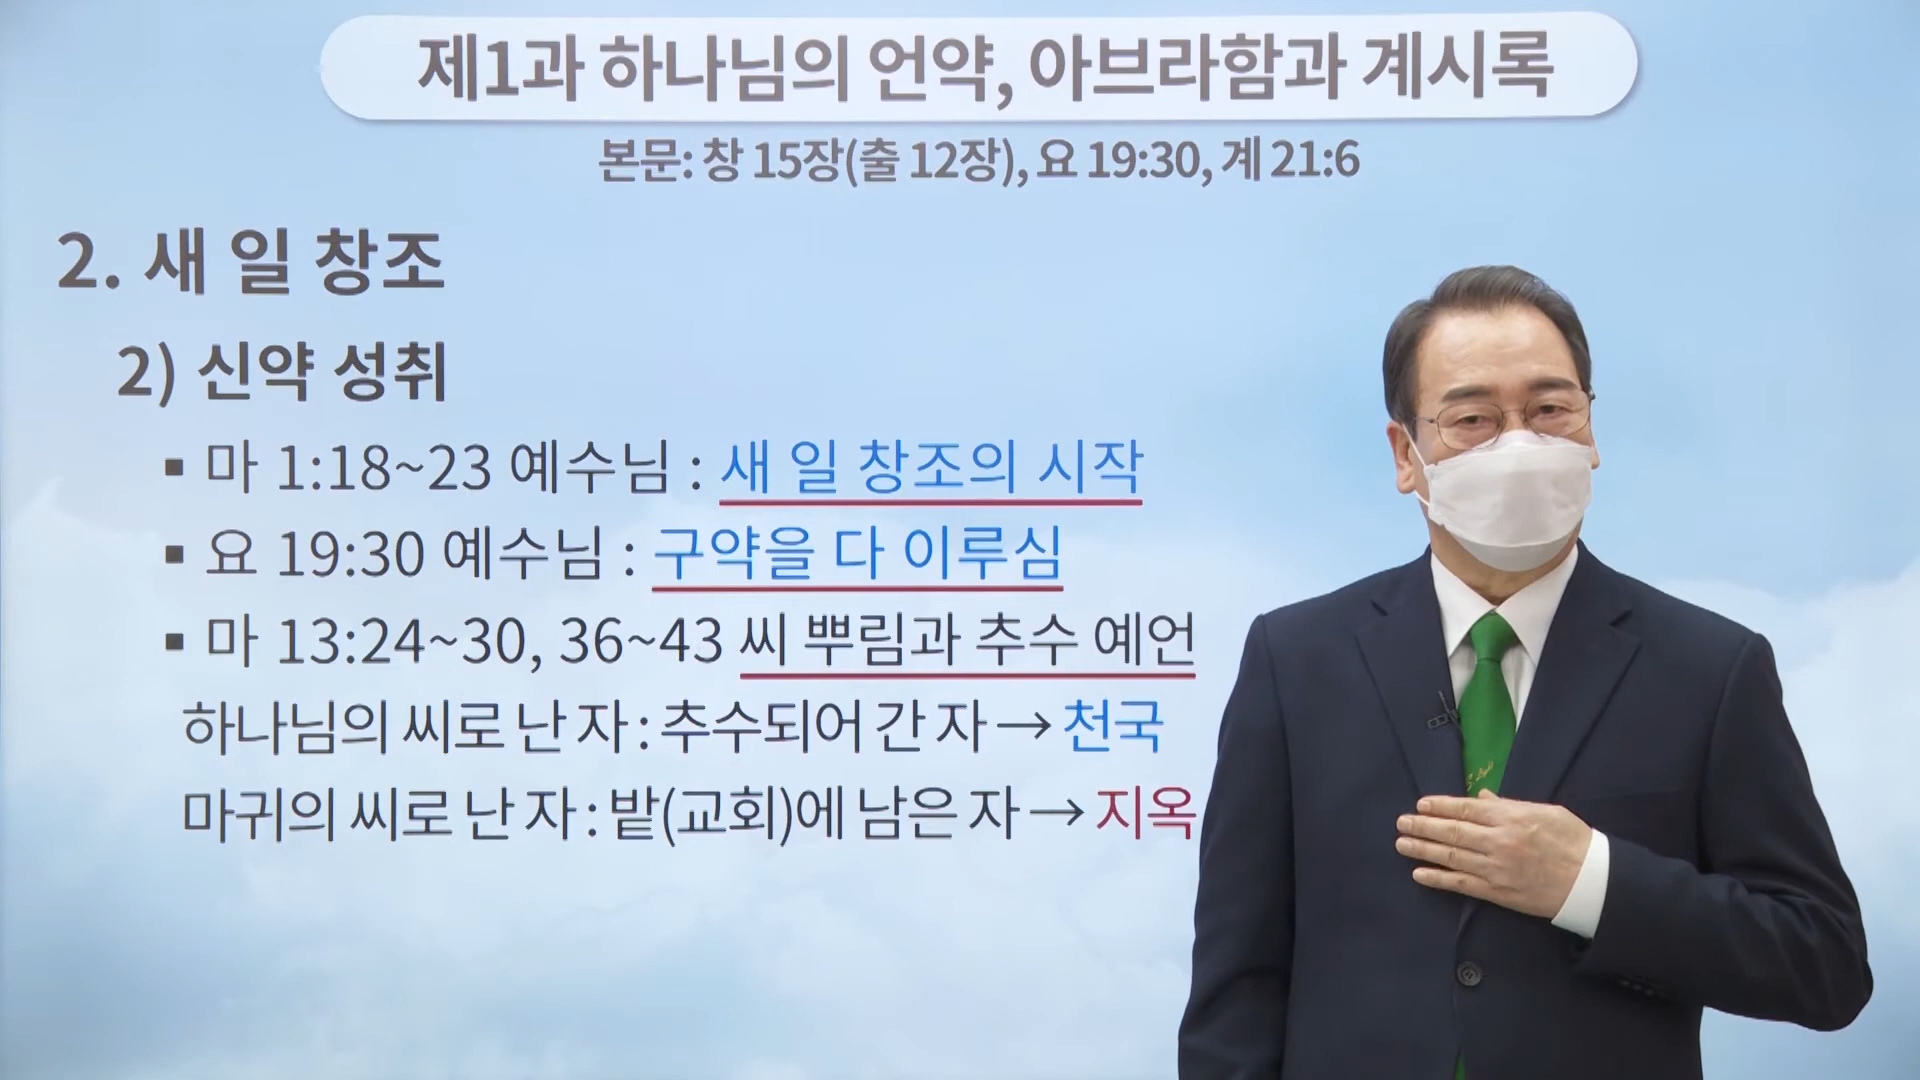 제1과 하나님의 언약, 아브라함과 계시록
본문: 창 15장(출 12장), 요 19:30, 계 21:6
2. 새 일 창조
2) 신약 성취
▪ 마 1:18~23 예수님 : 새 일 창조의 시작
▪ 요 19:30 예수님 : 구약을 다 이루심
▪ 마 13:24~30, 36~43 씨 뿌림과 추수 예언
하나님의 씨로 난 자 : 추수되어 간 자 → 천국
마귀의 씨로 난 자 : 밭(교회)에 남은 자 → 지옥